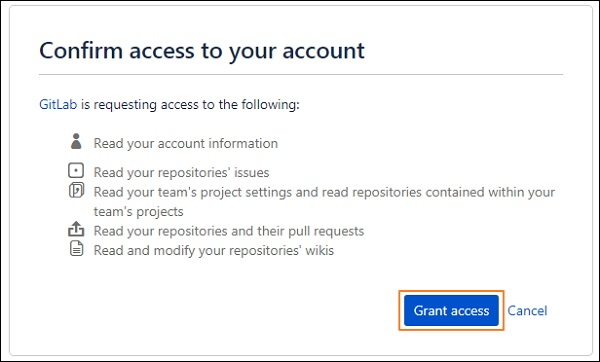 Confirm access to your account
GitLab is requesting access to the following:
Read your account information
Read your repositories' issues
Read your team's project settings and read repositories contained within your
team's projects
Read your repositories and their pull requests
Read and modify your repositories' wikis
Grant access Cancel